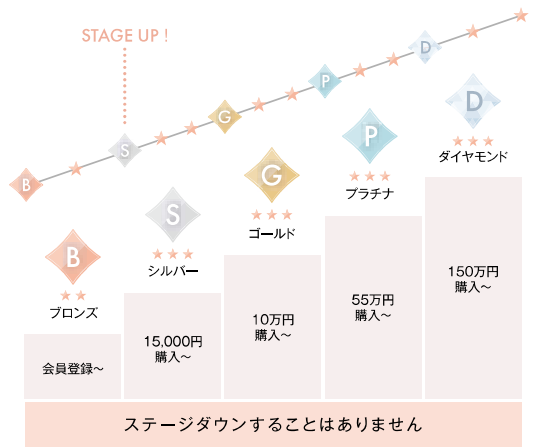 STAGE UP !
D
P
G
S
B
D
ダイヤモンド
P
プラチナ
G
ゴールド
S
シルバー
B
ブロンズ
150万円
購入～
55万円
購入～
10万円
購入～
15,000円
購入～
会員登録～
ステージダウンすることはありません